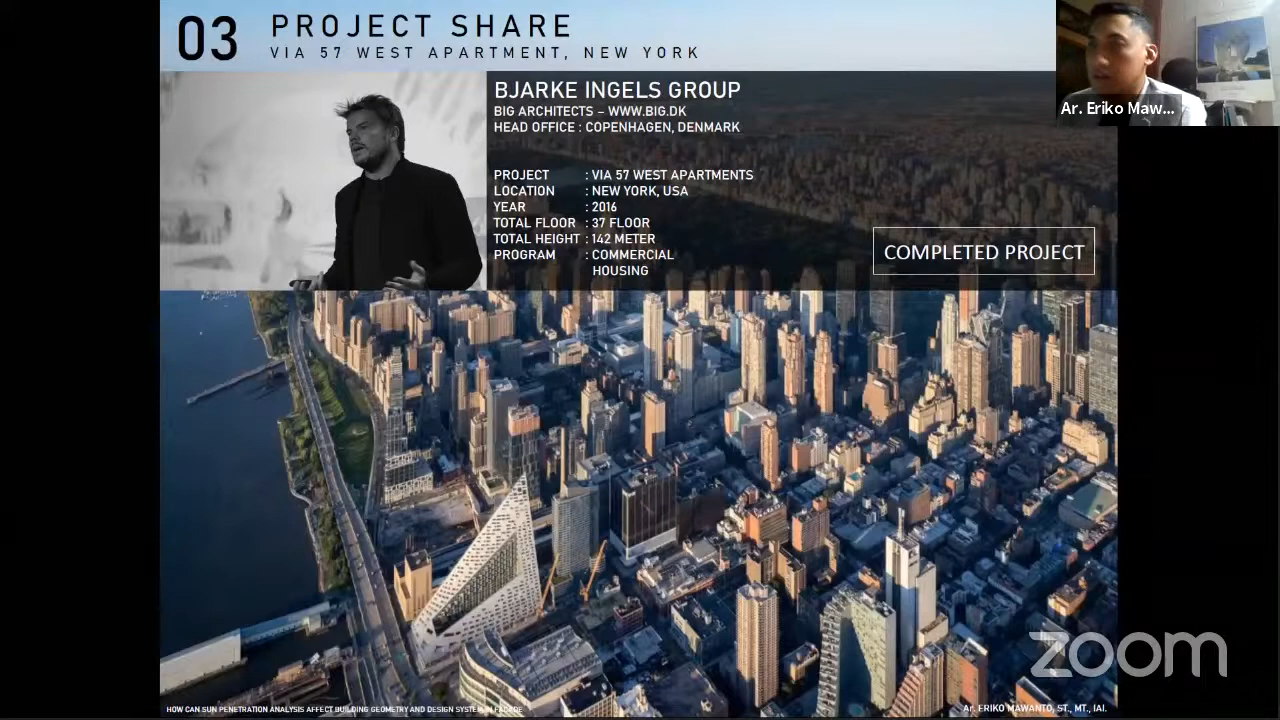 03
PROJECT SHARE
VIA 57 WEST APARTMENT, NEW YORK
Ar. Eriko Maw...
BJARKE INGELS GROUP
BIG ARCHITECTS – WWW.BIG.DK
HEAD OFFICE : COPENHAGEN, DENMARK
PROJECT : VIA 57 WEST APARTMENTS
LOCATION : NEW YORK, USA
YEAR : 2016
TOTAL FLOOR : 37 FLOOR
TOTAL HEIGHT : 142 METER
PROGRAM : COMMERCIAL
HOUSING
COMPLETED PROJECT
zoom
HOW CAN SUN PENETRATION ANALYSIS AFFECT BUILDING GEOMETRY AND DESIGN SYSTEM IN FACADE
Ar. ERIKO MAWANTO, ST., MT., IAI.